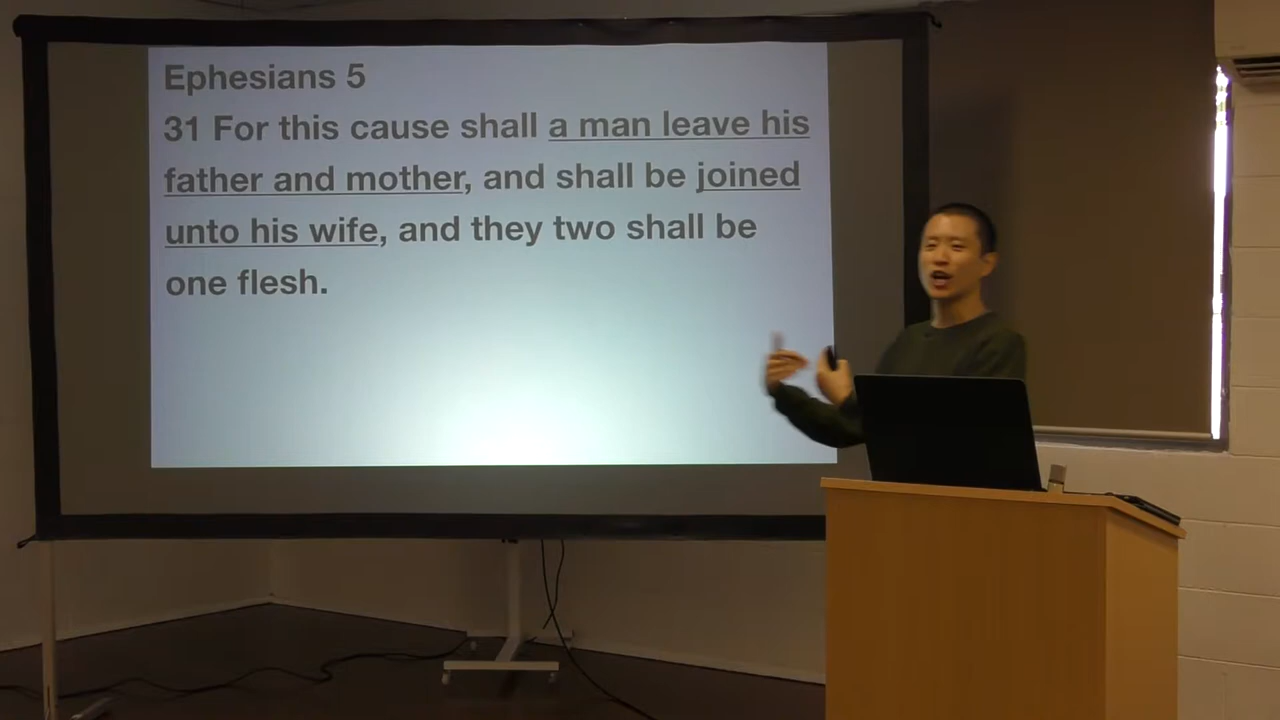 Ephesians 5
31 For this cause shall a man leave his
father and mother, and shall be joined
unto his wife, and they two shall be
one flesh.